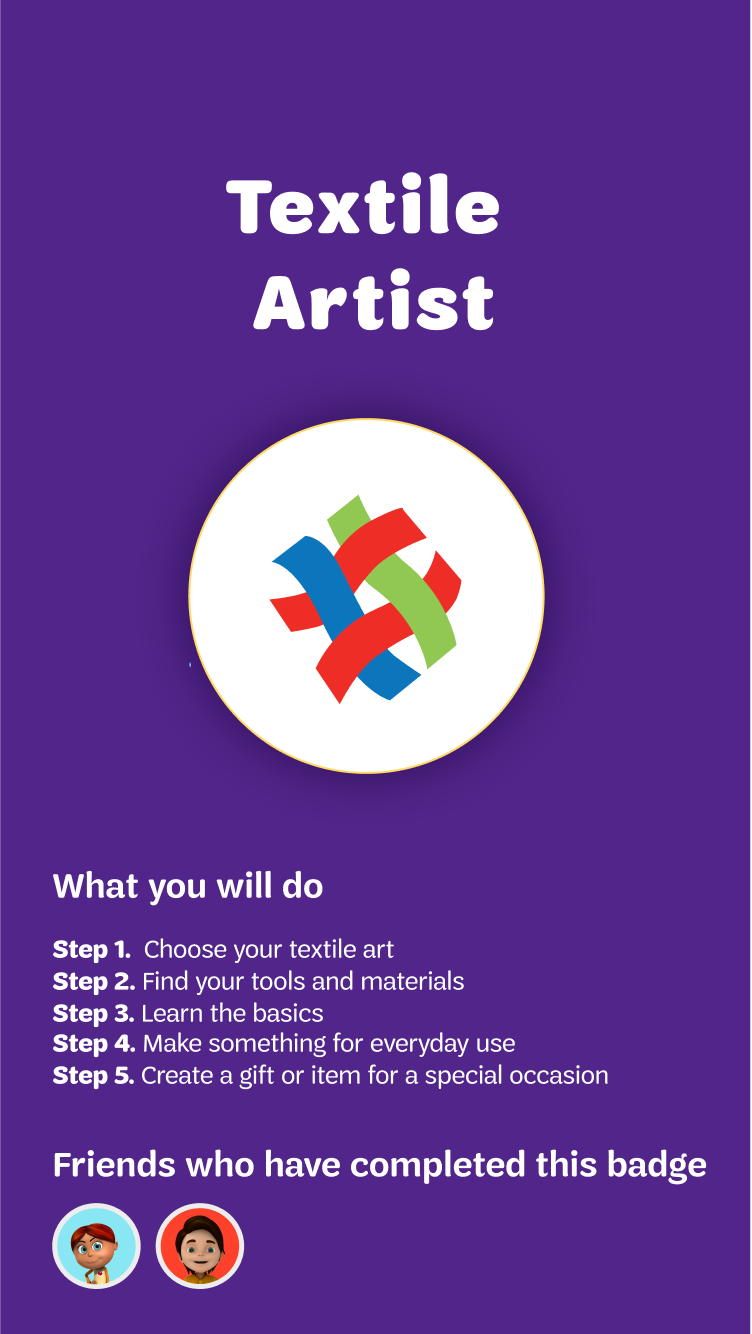 Textile
Artist
What you will do
Step 1. Choose your textile art
Step 2. Find your tools and materials
Step 3. Learn the basics
Step 4. Make something for everyday use
Step 5. Create a gift or item for a special occasion
Friends who have completed this badge